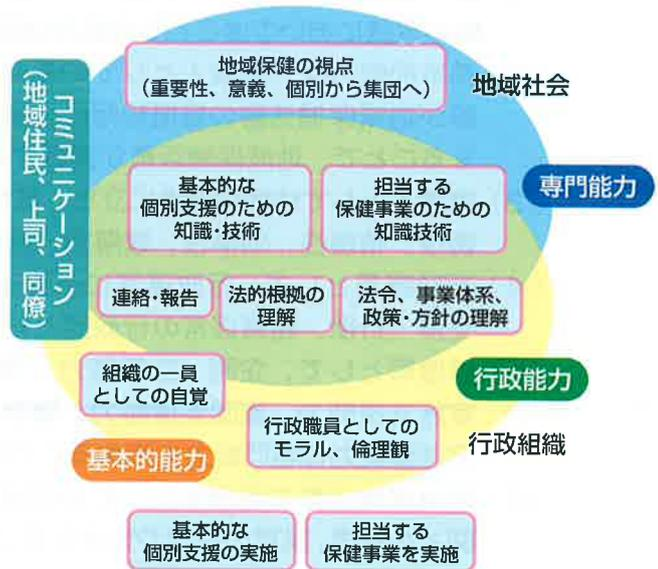 地域保健の視点
（重要性、意義、個別から集団へ）
地域社会
コミュニケーション
（地域住民、上司、同僚）
専門能力
基本的な
個別支援のための
知識・技術
担当する
保健事業のための
知識技術
連絡・報告
法的根拠の
理解
法令、事業体系、
政策・方針の理解
組織の一員
としての自覚
行政能力
行政職員としての
モラル、倫理観
行政組織
基本的能力
基本的な
個別支援の実施
担当する
保健事業を実施